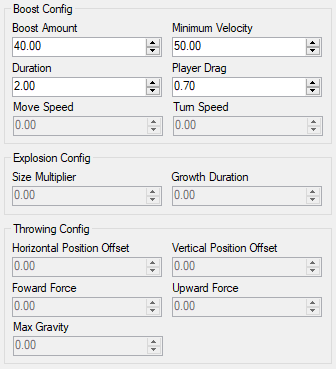 Boost Config
Boost Amount Minimum Velocity
40.00 50.00
Duration Player Drag
2.00 0.70
Move Speed Turn Speed
0.00 0.00
Explosion Config
Size Multiplier Growth Duration
0.00 0.00
Throwing Config
Horizontal Position Offset Vertical Position Offset
0.00 0.00
Foward Force Upward Force
0.00 0.00
Max Gravity
0.00